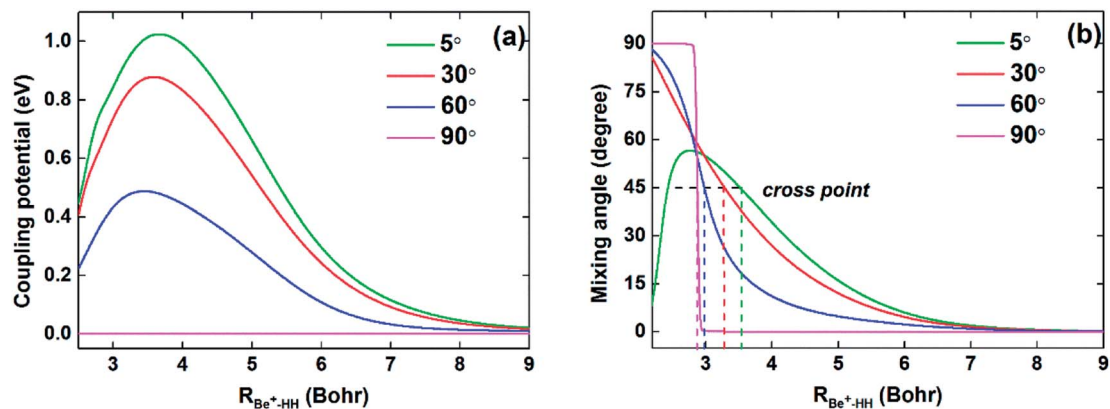 (a)
5°
30°
60°
90°
Coupling potential (eV)
1.0
0.8
0.6
0.4
0.2
0.0
3 4 5 6 7 8 9
R_Be⁺-HH (Bohr)
(b)
5°
30°
60°
90°
cross point
Mixing angle (degree)
90
75
60
45
30
15
0
3 4 5 6 7 8 9
R_Be⁺-HH (Bohr)